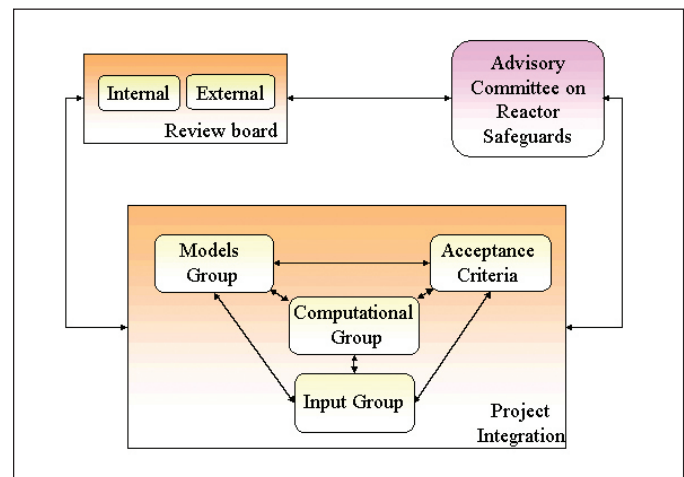 Internal
External
Review board
Advisory
Committee on
Reactor
Safeguards
Models
Group
Acceptance
Criteria
Computational
Group
Input Group
Project
Integration